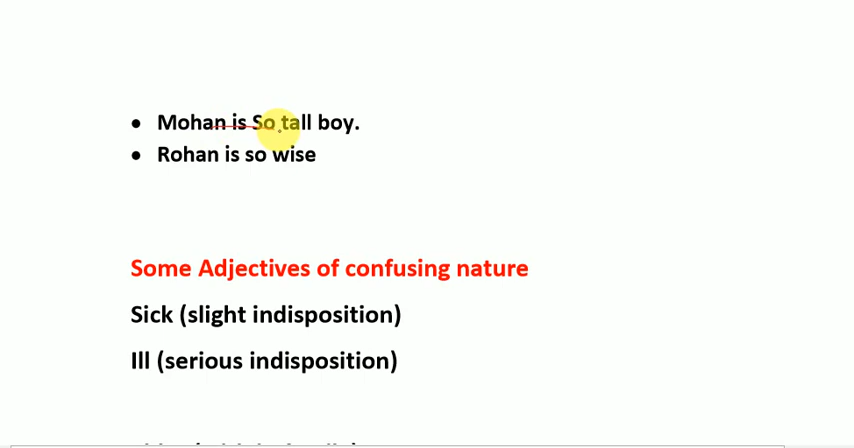 • Mohan is So tall boy.
• Rohan is so wise
Some Adjectives of confusing nature
Sick (slight indisposition)
Ill (serious indisposition)